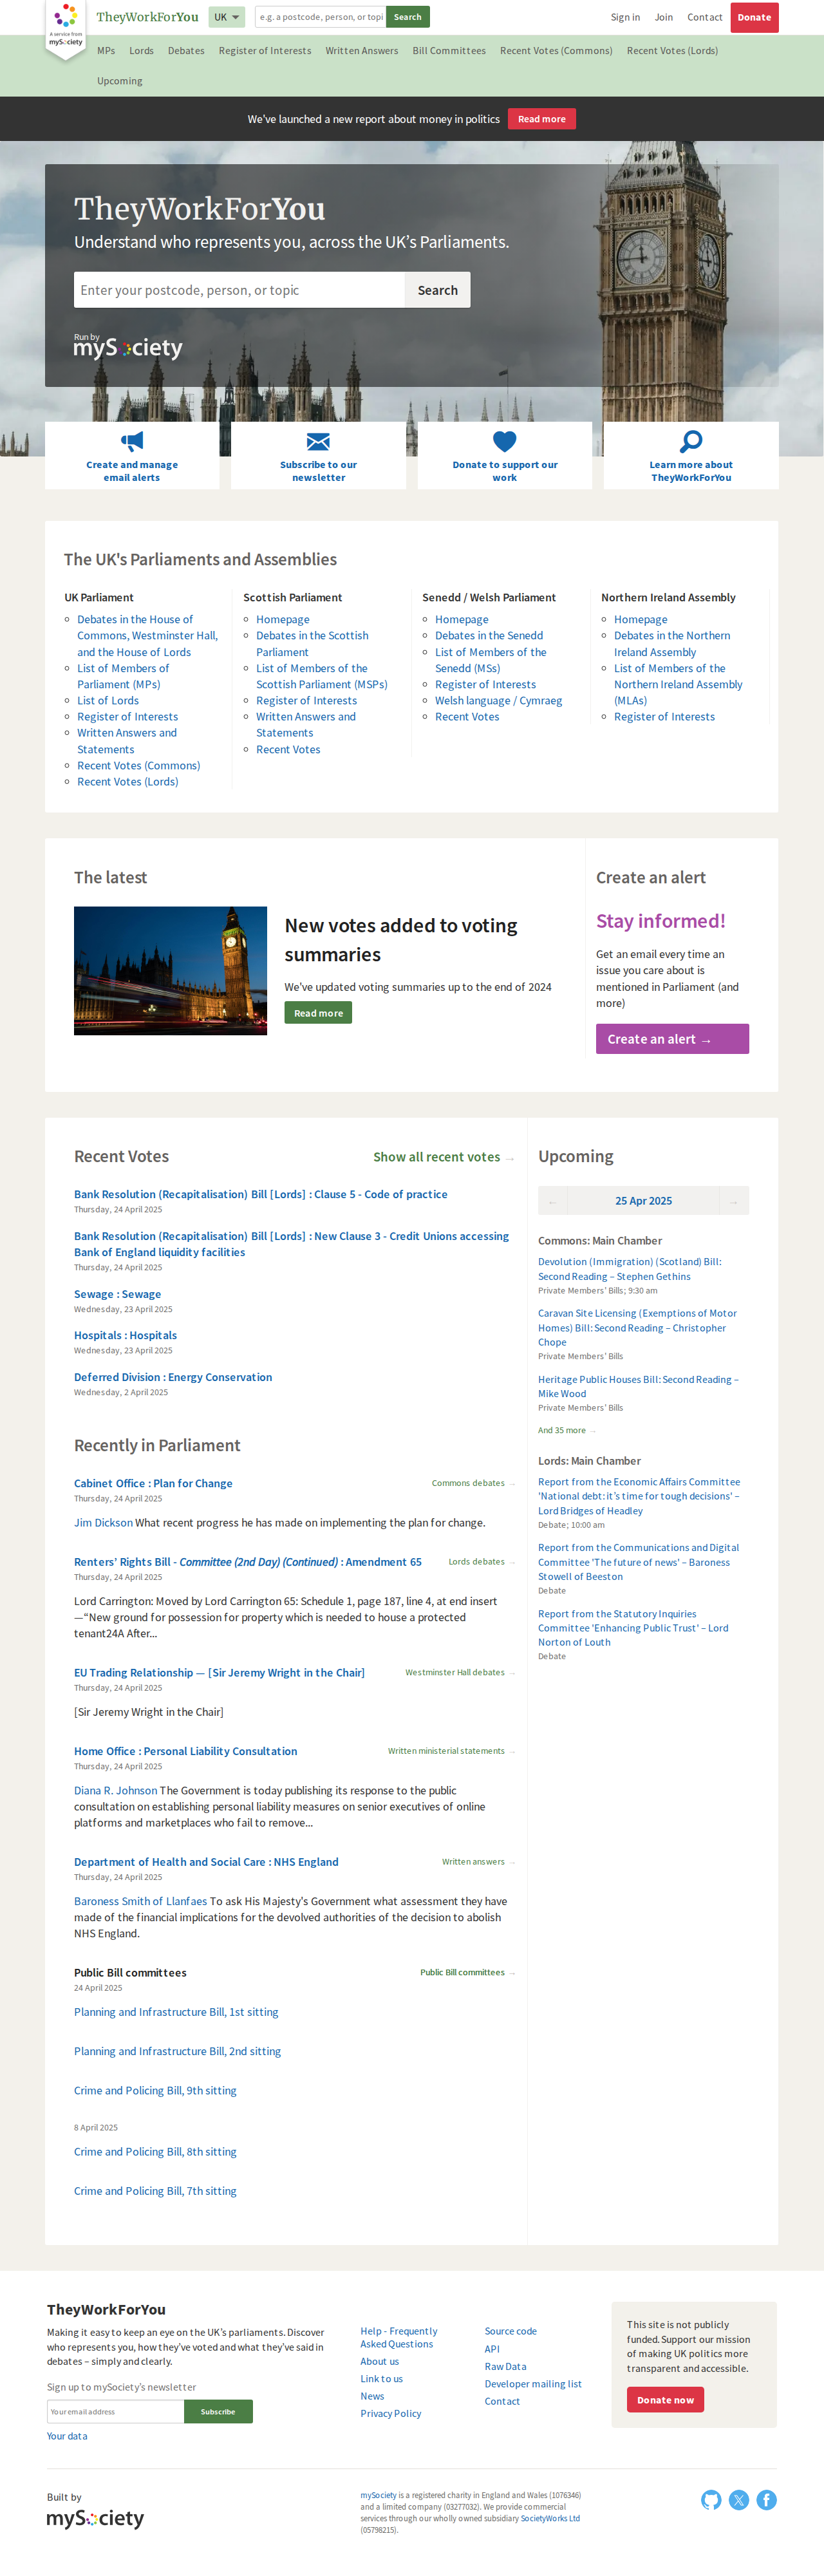 A service from
mySociety
TheyWorkForYou
UK
e.g. a postcode, person, or topi
Search
Sign in
Join
Contact
Donate
MPs
Lords
Debates
Register of Interests
Written Answers
Bill Committees
Recent Votes (Commons)
Recent Votes (Lords)
Upcoming
We've launched a new report about money in politics
Read more
TheyWorkForYou
Understand who represents you, across the UK’s Parliaments.
Enter your postcode, person, or topic
Search
Run by
mySociety
Create and manage
email alerts
Subscribe to our
newsletter
Donate to support our
work
Learn more about
TheyWorkForYou
The UK's Parliaments and Assemblies
UK Parliament
Debates in the House of
Commons, Westminster Hall,
and the House of Lords
List of Members of
Parliament (MPs)
List of Lords
Register of Interests
Written Answers and
Statements
Recent Votes (Commons)
Recent Votes (Lords)
Scottish Parliament
Homepage
Debates in the Scottish
Parliament
List of Members of the
Scottish Parliament (MSPs)
Register of Interests
Written Answers and
Statements
Recent Votes
Senedd / Welsh Parliament
Homepage
Debates in the Senedd
List of Members of the
Senedd (MSs)
Register of Interests
Welsh language / Cymraeg
Recent Votes
Northern Ireland Assembly
Homepage
Debates in the Northern
Ireland Assembly
List of Members of the
Northern Ireland Assembly
(MLAs)
Register of Interests
The latest
New votes added to voting
summaries
We've updated voting summaries up to the end of 2024
Read more
Create an alert
Stay informed!
Get an email every time an
issue you care about is
mentioned in Parliament (and
more)
Create an alert →
Recent Votes
Show all recent votes →
Bank Resolution (Recapitalisation) Bill [Lords] : Clause 5 - Code of practice
Thursday, 24 April 2025
Bank Resolution (Recapitalisation) Bill [Lords] : New Clause 3 - Credit Unions accessing
Bank of England liquidity facilities
Thursday, 24 April 2025
Sewage : Sewage
Wednesday, 23 April 2025
Hospitals : Hospitals
Wednesday, 23 April 2025
Deferred Division : Energy Conservation
Wednesday, 2 April 2025
Recently in Parliament
Cabinet Office : Plan for Change
Commons debates →
Thursday, 24 April 2025
Jim Dickson What recent progress he has made on implementing the plan for change.
Renters’ Rights Bill - Committee (2nd Day) (Continued) : Amendment 65
Lords debates →
Thursday, 24 April 2025
Lord Carrington: Moved by Lord Carrington 65: Schedule 1, page 187, line 4, at end insert
—“New ground for possession for property which is needed to house a protected
tenant24A After...
EU Trading Relationship — [Sir Jeremy Wright in the Chair]
Westminster Hall debates →
Thursday, 24 April 2025
[Sir Jeremy Wright in the Chair]
Home Office : Personal Liability Consultation
Written ministerial statements →
Thursday, 24 April 2025
Diana R. Johnson The Government is today publishing its response to the public
consultation on establishing personal liability measures on senior executives of online
platforms and marketplaces who fail to remove...
Department of Health and Social Care : NHS England
Written answers →
Thursday, 24 April 2025
Baroness Smith of Llanfaes To ask His Majesty's Government what assessment they have
made of the financial implications for the devolved authorities of the decision to abolish
NHS England.
Public Bill committees
Public Bill committees →
24 April 2025
Planning and Infrastructure Bill, 1st sitting
Planning and Infrastructure Bill, 2nd sitting
Crime and Policing Bill, 9th sitting
8 April 2025
Crime and Policing Bill, 8th sitting
Crime and Policing Bill, 7th sitting
Upcoming
← 25 Apr 2025 →
Commons: Main Chamber
Devolution (Immigration) (Scotland) Bill:
Second Reading – Stephen Gethins
Private Members' Bills; 9:30 am
Caravan Site Licensing (Exemptions of Motor
Homes) Bill: Second Reading – Christopher
Chope
Private Members' Bills
Heritage Public Houses Bill: Second Reading –
Mike Wood
Private Members' Bills
And 35 more →
Lords: Main Chamber
Report from the Economic Affairs Committee
'National debt: it's time for tough decisions' –
Lord Bridges of Headley
Debate; 10:00 am
Report from the Communications and Digital
Committee 'The future of news' – Baroness
Stowell of Beeston
Debate
Report from the Statutory Inquiries
Committee 'Enhancing Public Trust' – Lord
Norton of Louth
Debate
TheyWorkForYou
Making it easy to keep an eye on the UK’s parliaments. Discover
who represents you, how they’ve voted and what they’ve said in
debates – simply and clearly.
Sign up to mySociety’s newsletter
Your email address
Subscribe
Your data
Help - Frequently
Asked Questions
About us
Link to us
News
Privacy Policy
Source code
API
Raw Data
Developer mailing list
Contact
This site is not publicly
funded. Support our mission
of making UK politics more
transparent and accessible.
Donate now
Built by
mySociety
mySociety is a registered charity in England and Wales (1076346)
and a limited company (03277032). We provide commercial
services through our wholly owned subsidiary SocietyWorks Ltd
(05798215).